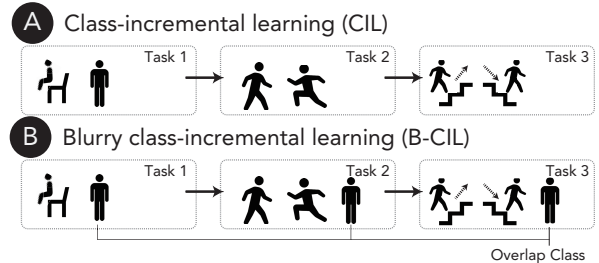 A Class-incremental learning (CIL)
Task 1 Task 2 Task 3
B Blurry class-incremental learning (B-CIL)
Task 1 Task 2 Task 3
Overlap Class